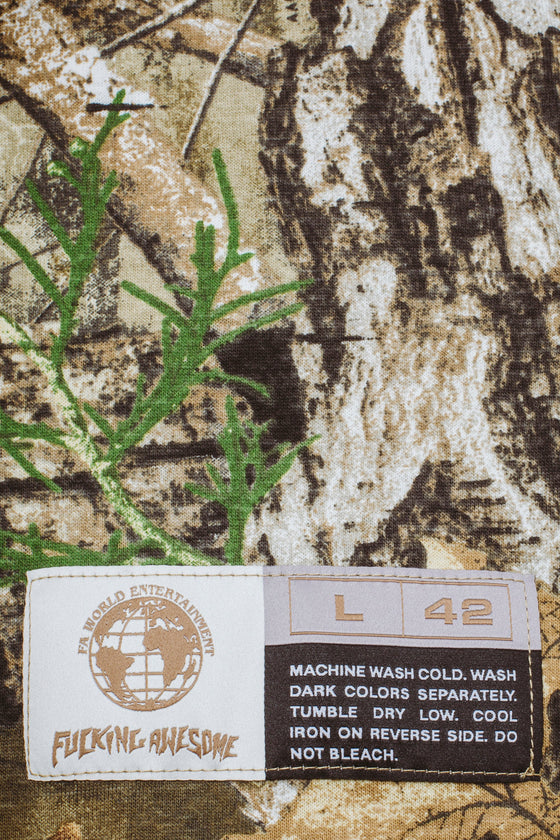 FA WORLD ENTERTAINMENT
FUCKING AWESOME
L 42
MACHINE WASH COLD. WASH
DARK COLORS SEPARATELY.
TUMBLE DRY LOW. COOL
IRON ON REVERSE SIDE. DO
NOT BLEACH.